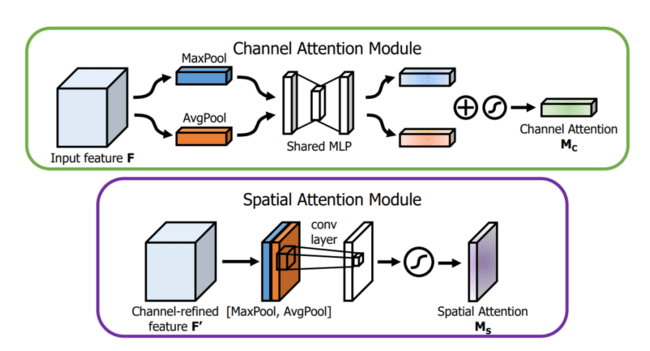 Channel Attention Module
MaxPool
AvgPool
Input feature F
Shared MLP
Channel Attention
Mc
Spatial Attention Module
conv
layer
Channel-refined
feature F’
[MaxPool, AvgPool]
Spatial Attention
Ms